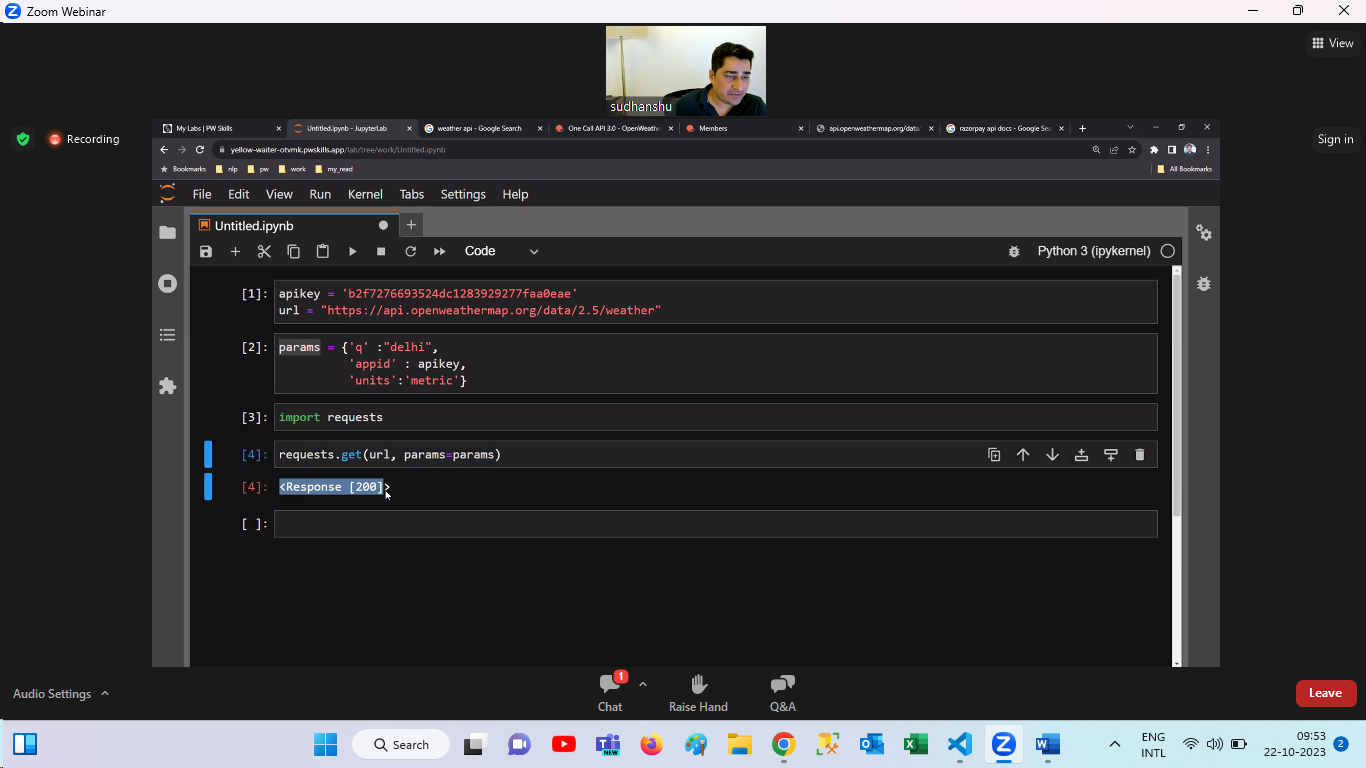 Zoom Webinar
View
sudhanshu
Recording
Sign in
My Labs | PW Skills
Untitled.ipynb - JupyterLab
weather api - Google Search
One Call API 3.0 - OpenWeath
Members
api.openweathermap.org/data/
razorpay api docs - Google Se
yellow-waiter-otvmk.pwskills.app/lab/tree/work/Untitled.ipynb
Bookmarks nlp pw work my_read All Bookmarks
File Edit View Run Kernel Tabs Settings Help
Untitled.ipynb
Code
Python 3 (ipykernel)
[1]: apikey = 'b2f7276693524dc1283929277faa0eae'
url = "https://api.openweathermap.org/data/2.5/weather"
[2]: params = {'q' :"delhi",
'appid' : apikey,
'units':'metric'}
[3]: import requests
[4]: requests.get(url, params=params)
[4]: <Response [200]>
[ ]:
Audio Settings
1
Chat
Raise Hand
Q&A
Leave
Search
NEW
ENG
INTL
09:53
22-10-2023
2